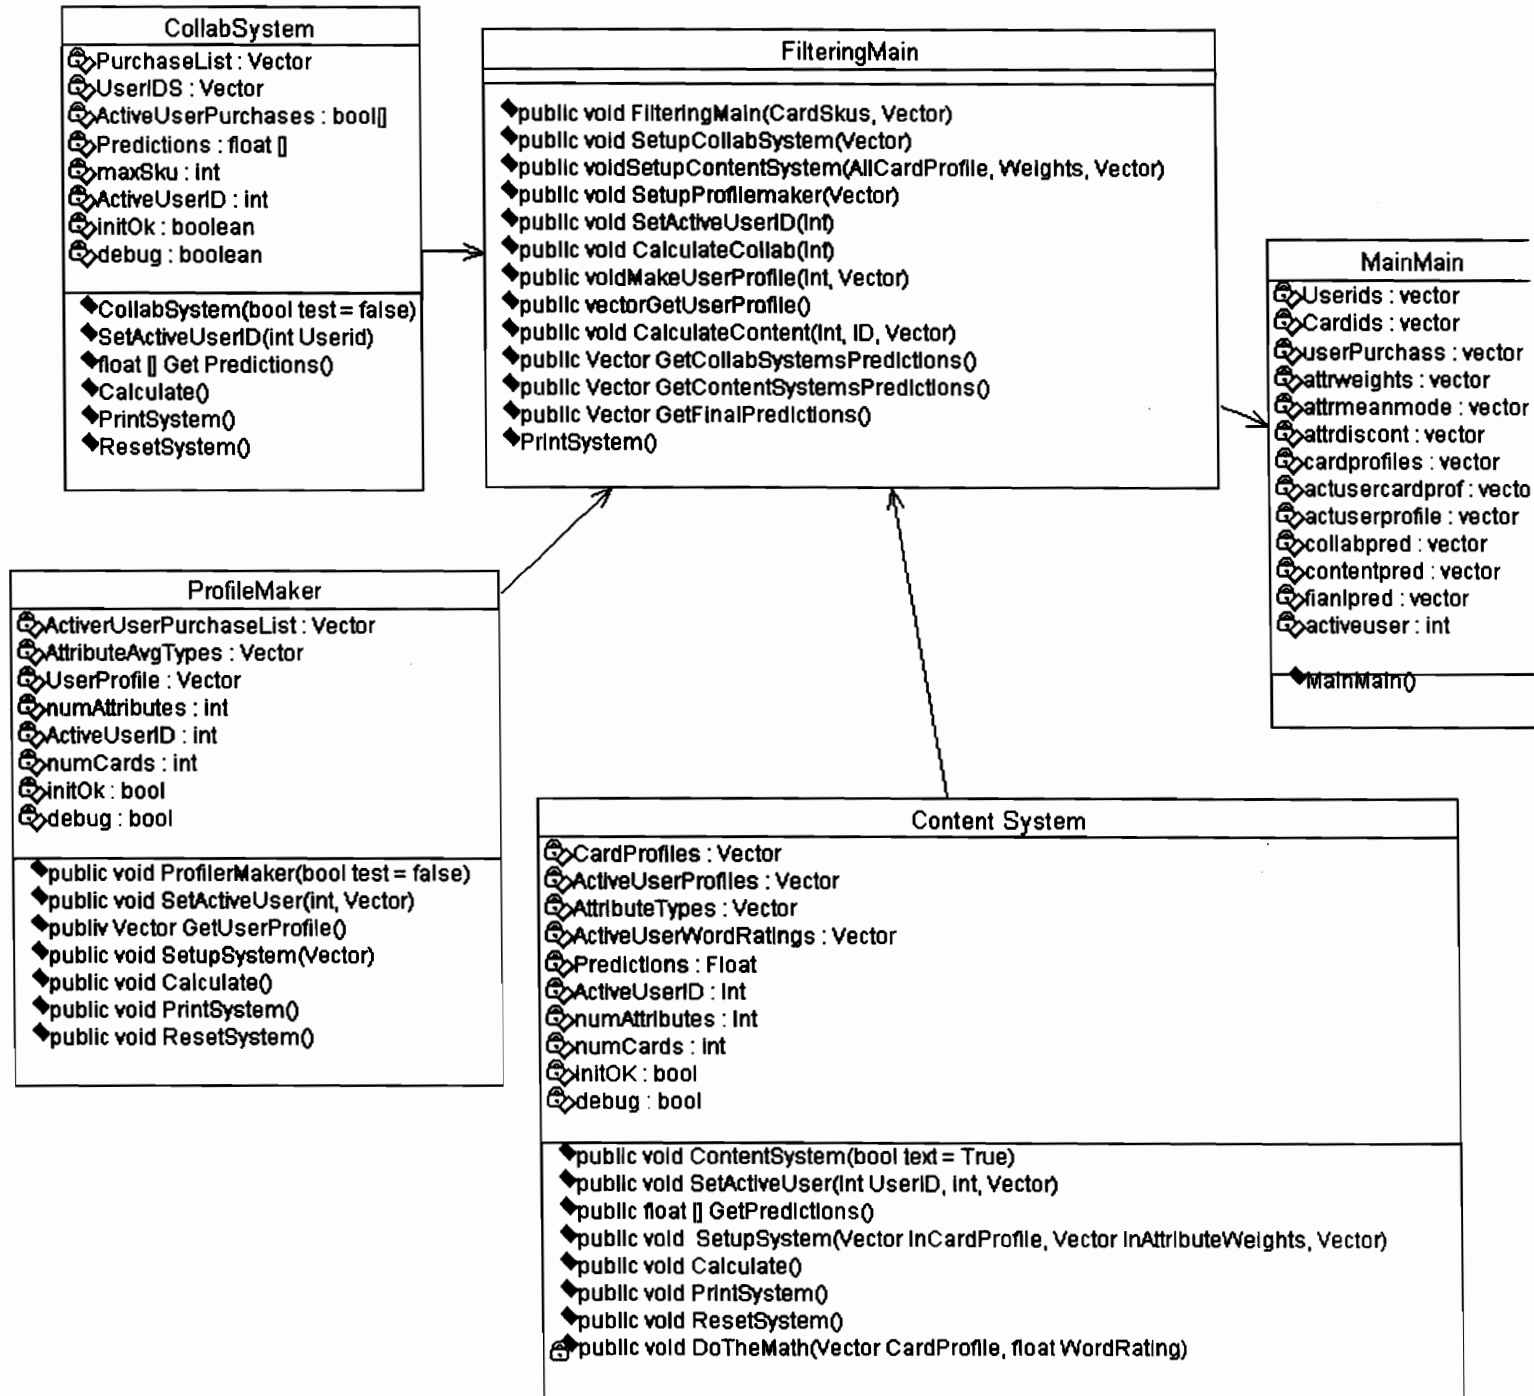 CollabSystem
PurchaseList : Vector
UserIDS : Vector
ActiveUserPurchases : bool[]
Predictions : float []
maxSku : int
ActiveUserID : int
initOk : boolean
debug : boolean
CollabSystem(bool test = false)
SetActiveUserID(int Userid)
float [] Get Predictions()
Calculate()
PrintSystem()
ResetSystem()
FilteringMain
public void FilteringMain(CardSkus, Vector)
public void SetupCollabSystem(Vector)
public voidSetupContentSystem(AllCardProfile, Weights, Vector)
public void SetupProfilemaker(Vector)
public void SetActiveUserID(Int)
public void CalculateCollab(Int)
public voidMakeUserProfile(Int, Vector)
public vectorGetUserProfile()
public void CalculateContent(Int, ID, Vector)
public Vector GetCollabSystemsPredictions()
public Vector GetContentSystemsPredictions()
public Vector GetFinalPredictions()
PrintSystem()
MainMain
Userids : vector
Cardids : vector
userPurchass : vector
attrweights : vector
attrmeanmode : vector
attrdiscont : vector
cardprofiles : vector
actusercardprof : vecto
actuserprofile : vector
collabpred : vector
contentpred : vector
fianlpred : vector
activeuser : int
MainMain()
ProfileMaker
ActiverUserPurchaseList : Vector
AttributeAvgTypes : Vector
UserProfile : Vector
numAttributes : int
ActiveUserID : int
numCards : int
initOk : bool
debug : bool
public void ProfilerMaker(bool test = false)
public void SetActiveUser(int, Vector)
publiv Vector GetUserProfile()
public void SetupSystem(Vector)
public void Calculate()
public void PrintSystem()
public void ResetSystem()
Content System
CardProfiles : Vector
ActiveUserProfiles : Vector
AttributeTypes : Vector
ActiveUserWordRatings : Vector
Predictions : Float
ActiveUserID : Int
numAttributes : Int
numCards : int
initOK : bool
debug : bool
public void ContentSystem(bool text = True)
public void SetActiveUser(Int UserID, int, Vector)
public float [] GetPredictions()
public void SetupSystem(Vector InCardProfile, Vector InAttributeWeights, Vector)
public void Calculate()
public void PrintSystem()
public void ResetSystem()
public void DoTheMath(Vector CardProfile, float WordRating)